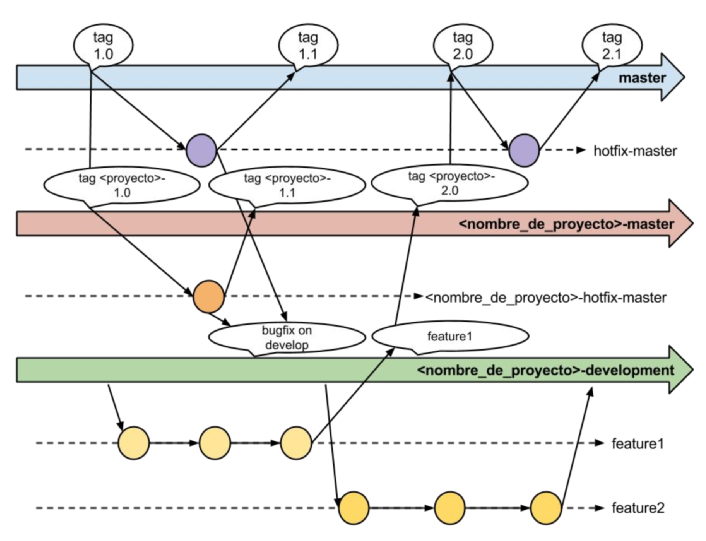 tag
1.0
tag
1.1
tag
2.0
tag
2.1
master
hotfix-master
tag <proyecto>-
1.0
tag <proyecto>-
1.1
tag <proyecto>-
2.0
<nombre_de_proyecto>-master
<nombre_de_proyecto>-hotfix-master
bugfix on
develop
feature1
<nombre_de_proyecto>-development
feature1
feature2